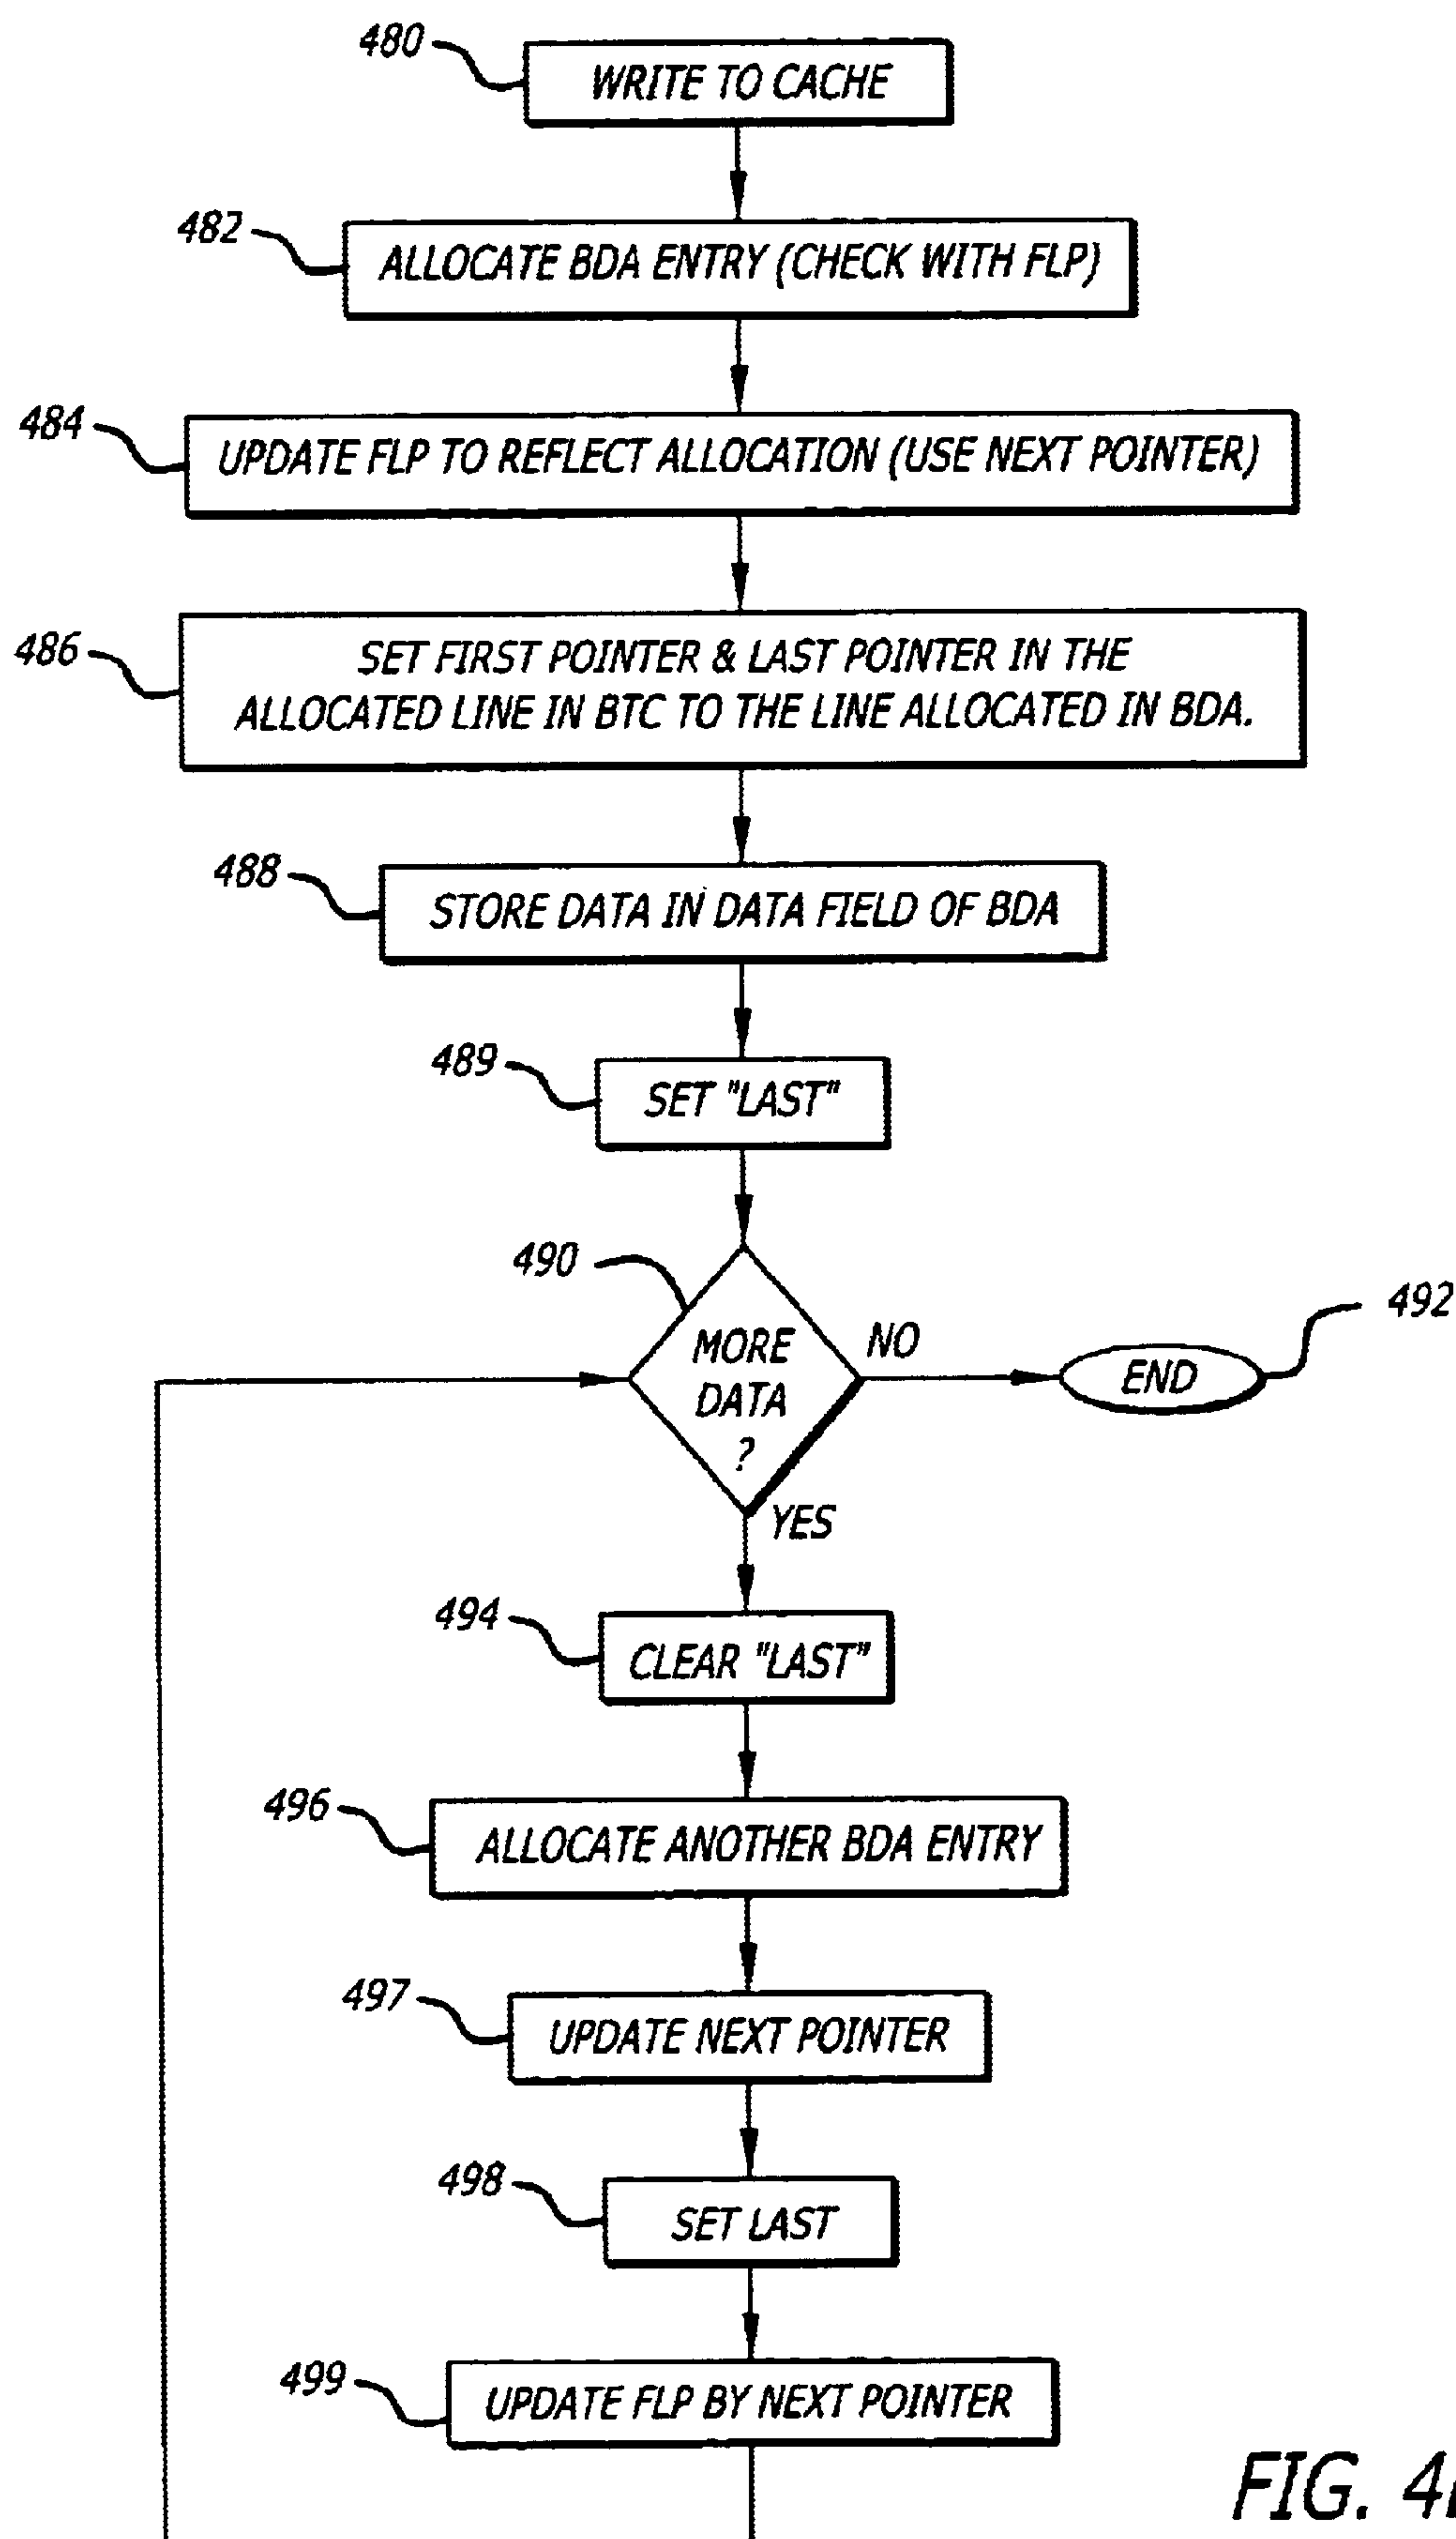 480
WRITE TO CACHE
482
ALLOCATE BDA ENTRY (CHECK WITH FLP)
484
UPDATE FLP TO REFLECT ALLOCATION (USE NEXT POINTER)
486
SET FIRST POINTER & LAST POINTER IN THE
ALLOCATED LINE IN BTC TO THE LINE ALLOCATED IN BDA.
488
STORE DATA IN DATA FIELD OF BDA
489
SET "LAST"
490
MORE
DATA
?
NO
492
END
YES
494
CLEAR "LAST"
496
ALLOCATE ANOTHER BDA ENTRY
497
UPDATE NEXT POINTER
498
SET LAST
499
UPDATE FLP BY NEXT POINTER
FIG.